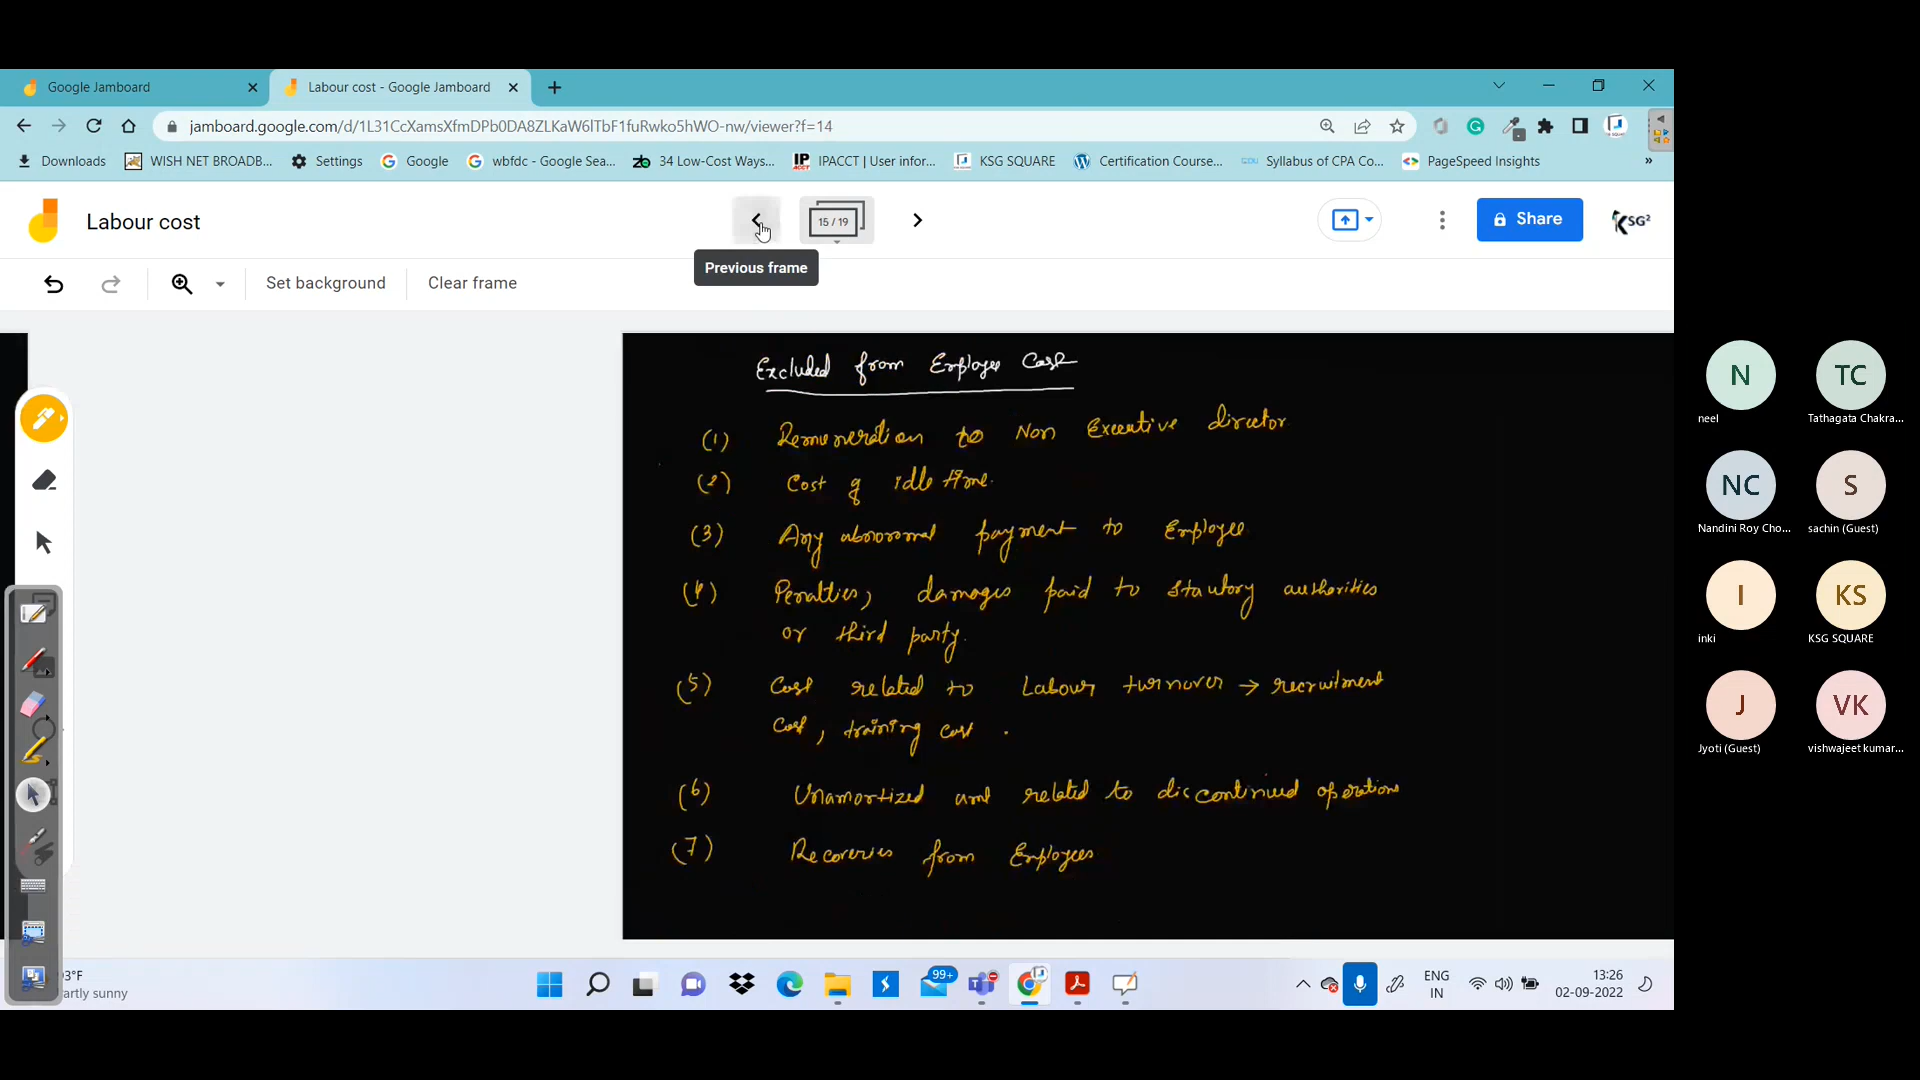 Google Jamboard
Labour cost - Google Jamboard
jamboard.google.com/d/1L31CcXamsXfmDPb0DA8ZLKaW6lTbF1fuRwko5hWO-nw/viewer?f=14
Downloads WISH NET BROADB... Settings Google wbfdc - Google Sea... 34 Low-Cost Ways... IPACCT | User infor... KSG SQUARE Certification Course... Syllabus of CPA Co... PageSpeed Insights »
Labour cost
15 / 19
Share
KSG²
Previous frame
Set background
Clear frame
Excluded from Employee Cost
(1) Remuneration to Non Executive director
(2) Cost of idle time.
(3) Any abnormal payment to Employee
(4) Penalties, damages paid to statutory authorities
or third party.
(5) Cost related to Labour turnover → recruitment
cost, training cost .
(6) Unamortized amt related to discontinued operations
(7) Recoveries from Employees
N
TC
neel
Tathagata Chakra...
NC
S
Nandini Roy Cho...
sachin (Guest)
I
KS
inki
KSG SQUARE
J
VK
Jyoti (Guest)
vishwajeet kumar...
93°F
artly sunny
99+
ENG
IN
13:26
02-09-2022